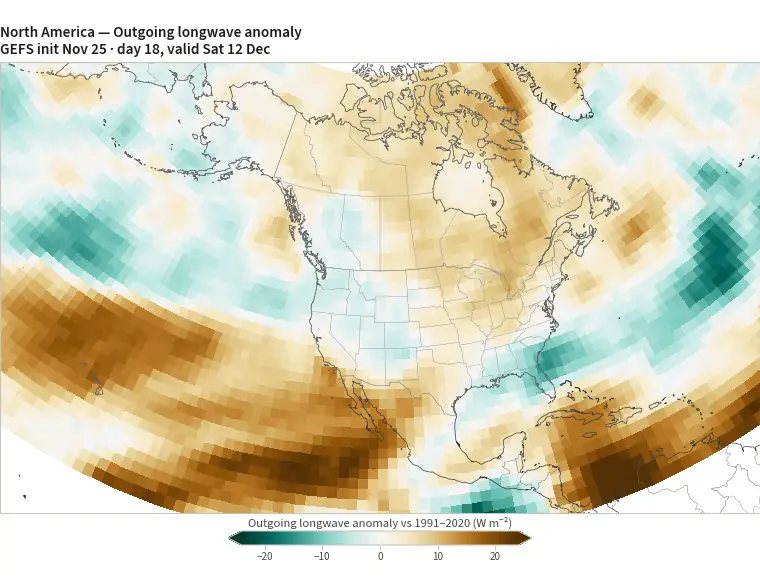 North America — Outgoing longwave anomaly
GEFS init Nov 25 · day 18, valid Sat 12 Dec
Outgoing longwave anomaly vs 1991–2020 (W m⁻²)
−20 −10 0 10 20